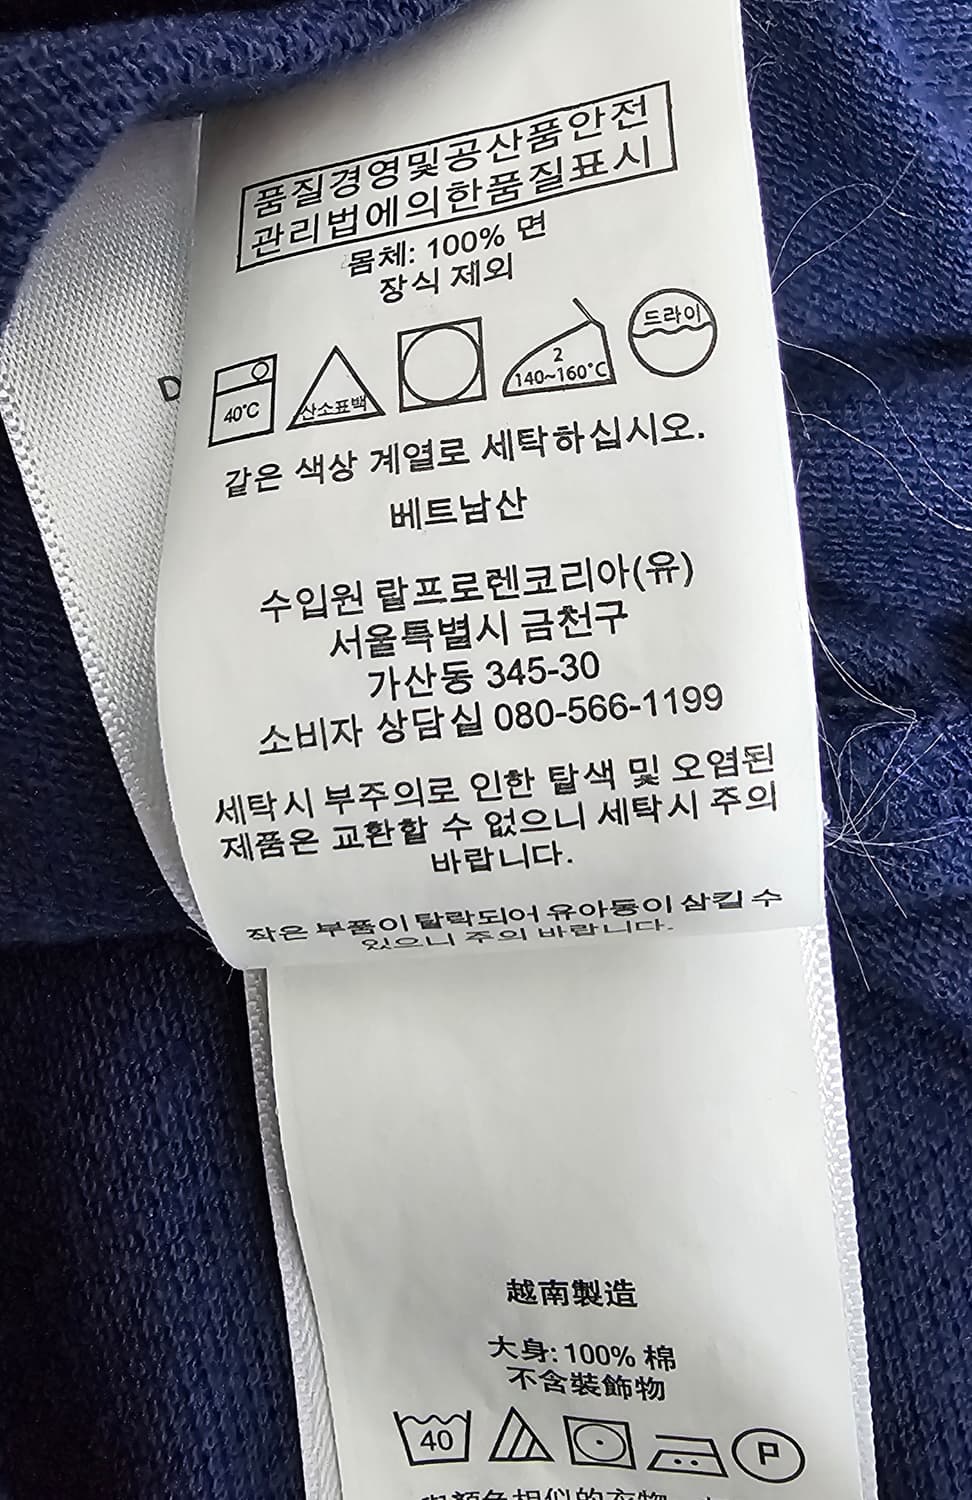 품질경영및공산품안전
관리법에의한품질표시
몸체: 100% 면
장식 제외
40°C
산소표백
2
140~160°C
드라이
같은 색상 계열로 세탁하십시오.
베트남산
수입원 랄프로렌코리아(유)
서울특별시 금천구
가산동 345-30
소비자 상담실 080-566-1199
세탁시 부주의로 인한 탈색 및 오염된
제품은 교환할 수 없으니 세탁시 주의
바랍니다.
작은 부품이 탈락되어 유아동이 삼킬 수
있으니 주의 바랍니다.
D
越南製造
大身: 100% 棉
不含裝飾物
40
P
與顏色相似的衣物